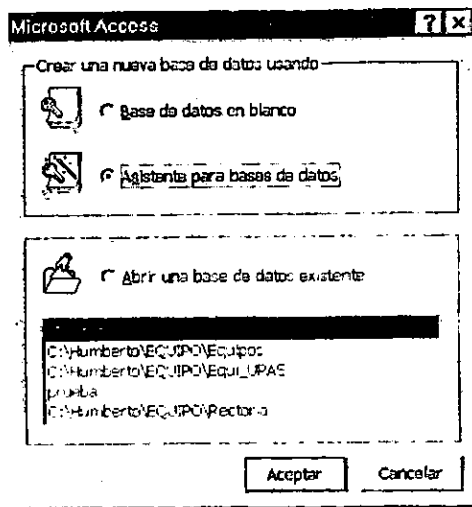 Microsoft Access
Crear una nueva base de datos usando
Base de datos en blanco
Asistente para bases de datos
Abrir una base de datos existente
C:\Humberto\EQUIPO\Equipos
C:\Humberto\EQUIPO\Equi_UPAS
prueba
C:\Humberto\EQUIPO\Rectoria
Aceptar
Cancelar